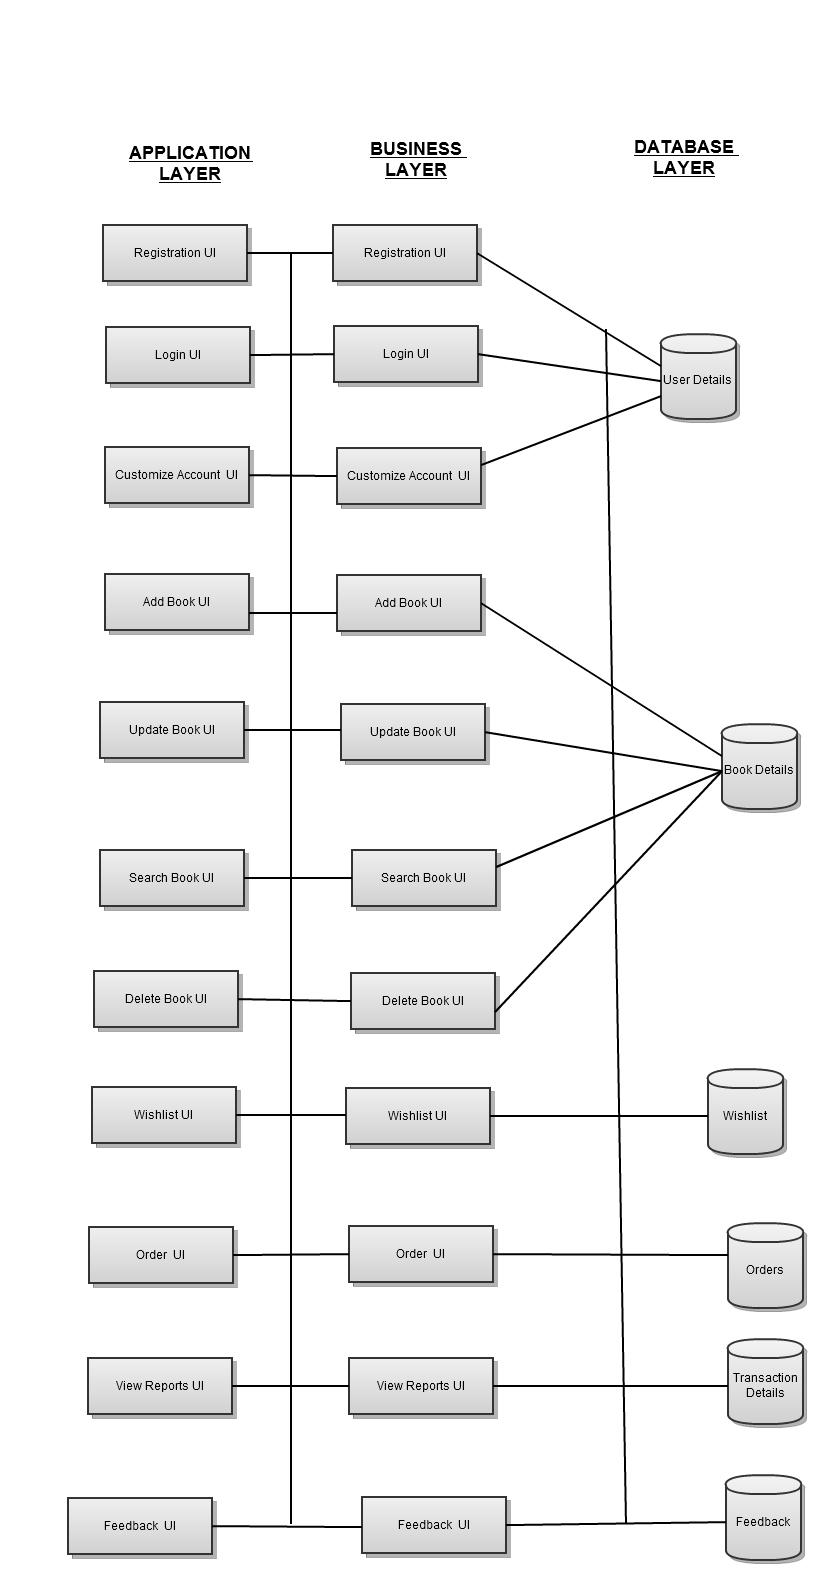 APPLICATION
LAYER
BUSINESS
LAYER
DATABASE
LAYER
Registration UI
Registration UI
Login UI
Login UI
User Details
Customize Account UI
Customize Account UI
Add Book UI
Add Book UI
Update Book UI
Update Book UI
Book Details
Search Book UI
Search Book UI
Delete Book UI
Delete Book UI
Wishlist UI
Wishlist UI
Wishlist
Order UI
Order UI
Orders
View Reports UI
View Reports UI
Transaction
Details
Feedback UI
Feedback UI
Feedback